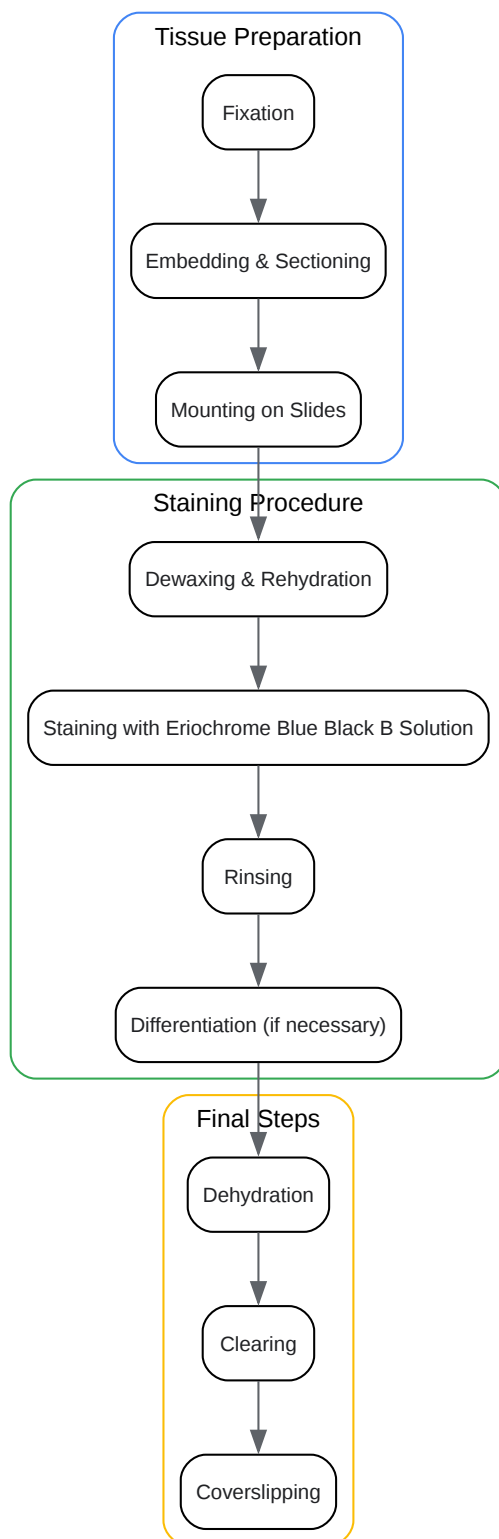 Tissue Preparation
Fixation
Embedding & Sectioning
Mounting on Slides
Staining Procedure
Dewaxing & Rehydration
Staining with Eriochrome Blue Black B Solution
Rinsing
Differentiation (if necessary)
Final Steps
Dehydration
Clearing
Coverslipping